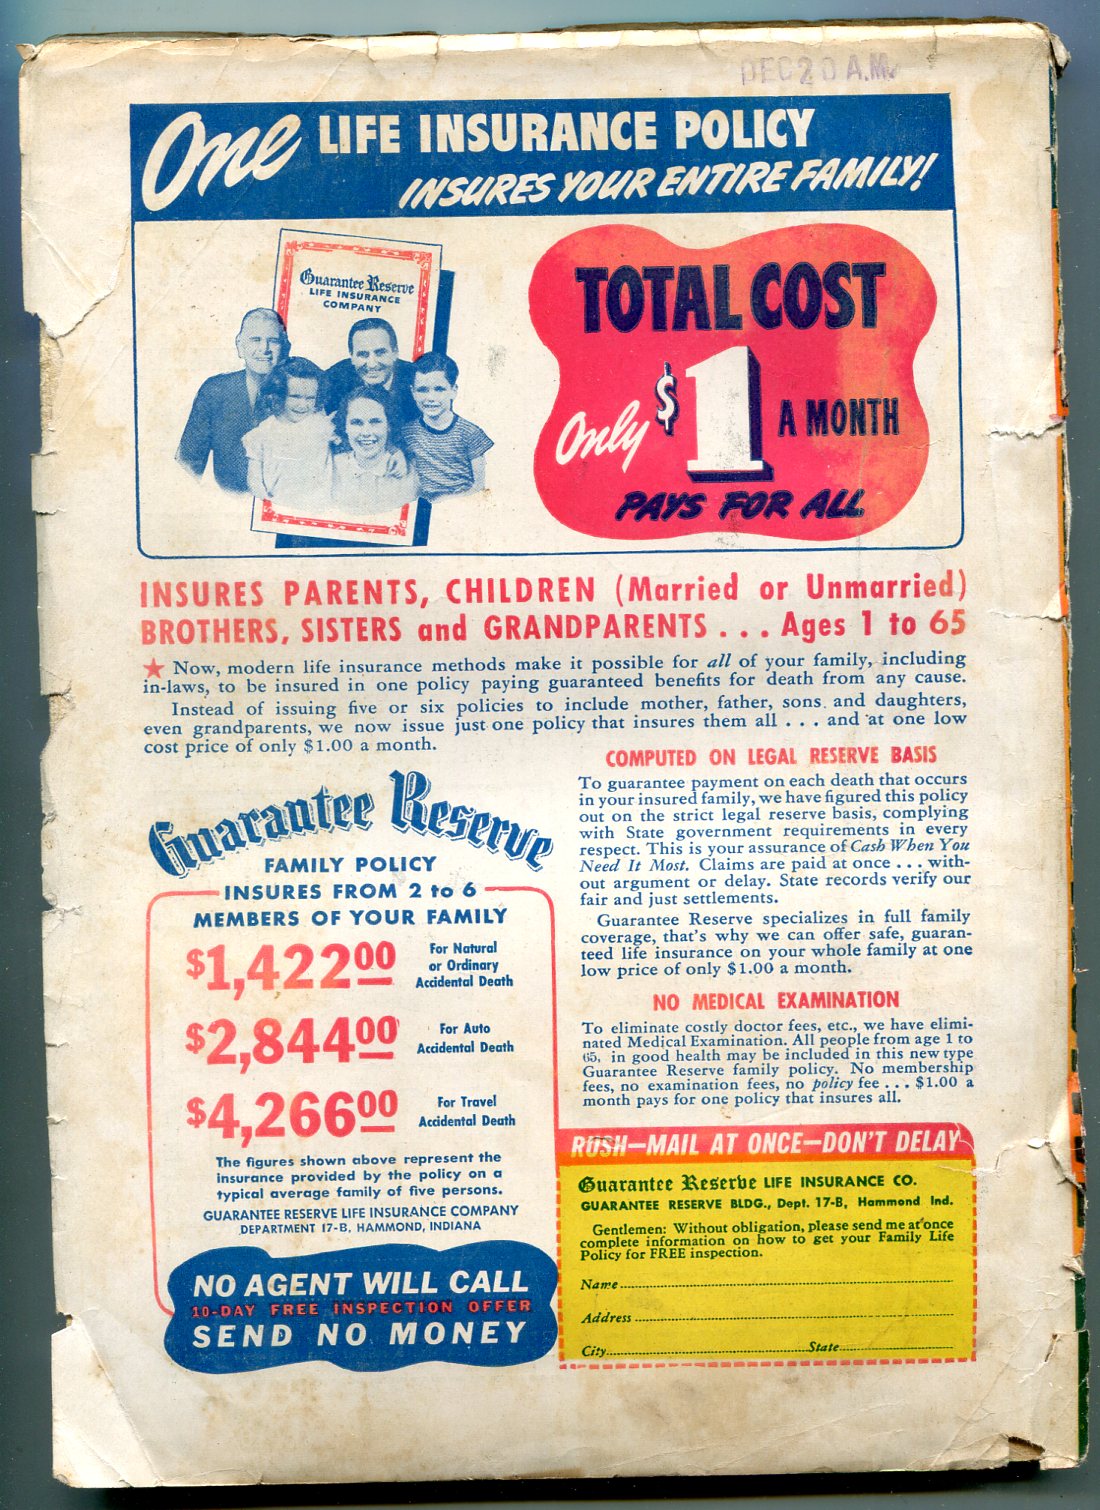 DEC 20 A.M.
One LIFE INSURANCE POLICY
INSURES YOUR ENTIRE FAMILY!
Guarantee Reserve
LIFE INSURANCE
COMPANY
TOTAL COST
Only $1 A MONTH
PAYS FOR ALL
INSURES PARENTS, CHILDREN (Married or Unmarried)
BROTHERS, SISTERS and GRANDPARENTS . . . Ages 1 to 65
★ Now, modern life insurance methods make it possible for all of your family, including
in-laws, to be insured in one policy paying guaranteed benefits for death from any cause.
Instead of issuing five or six policies to include mother, father, sons and daughters,
even grandparents, we now issue just one policy that insures them all . . . and at one low
cost price of only $1.00 a month.
Guarantee Reserve
FAMILY POLICY
INSURES FROM 2 to 6
MEMBERS OF YOUR FAMILY
$1,42200 For Natural
or Ordinary
Accidental Death
$2,84400 For Auto
Accidental Death
$4,26600 For Travel
Accidental Death
The figures shown above represent the
insurance provided by the policy on a
typical average family of five persons.
GUARANTEE RESERVE LIFE INSURANCE COMPANY
DEPARTMENT 17-B, HAMMOND, INDIANA
NO AGENT WILL CALL
10-DAY FREE INSPECTION OFFER
SEND NO MONEY
COMPUTED ON LEGAL RESERVE BASIS
To guarantee payment on each death that occurs
in your insured family, we have figured this policy
out on the strict legal reserve basis, complying
with State government requirements in every
respect. This is your assurance of Cash When You
Need It Most. Claims are paid at once . . . with-
out argument or delay. State records verify our
fair and just settlements.
Guarantee Reserve specializes in full family
coverage, that's why we can offer safe, guaran-
teed life insurance on your whole family at one
low price of only $1.00 a month.
NO MEDICAL EXAMINATION
To eliminate costly doctor fees, etc., we have elimi-
nated Medical Examination. All people from age 1 to
65, in good health may be included in this new type
Guarantee Reserve family policy. No membership
fees, no examination fees, no policy fee . . . $1.00 a
month pays for one policy that insures all.
RUSH—MAIL AT ONCE—DON'T DELAY
Guarantee Reserve LIFE INSURANCE CO.
GUARANTEE RESERVE BLDG., Dept. 17-B, Hammond Ind.
Gentlemen: Without obligation, please send me at once
complete information on how to get your Family Life
Policy for FREE inspection.
Name
Address
City State